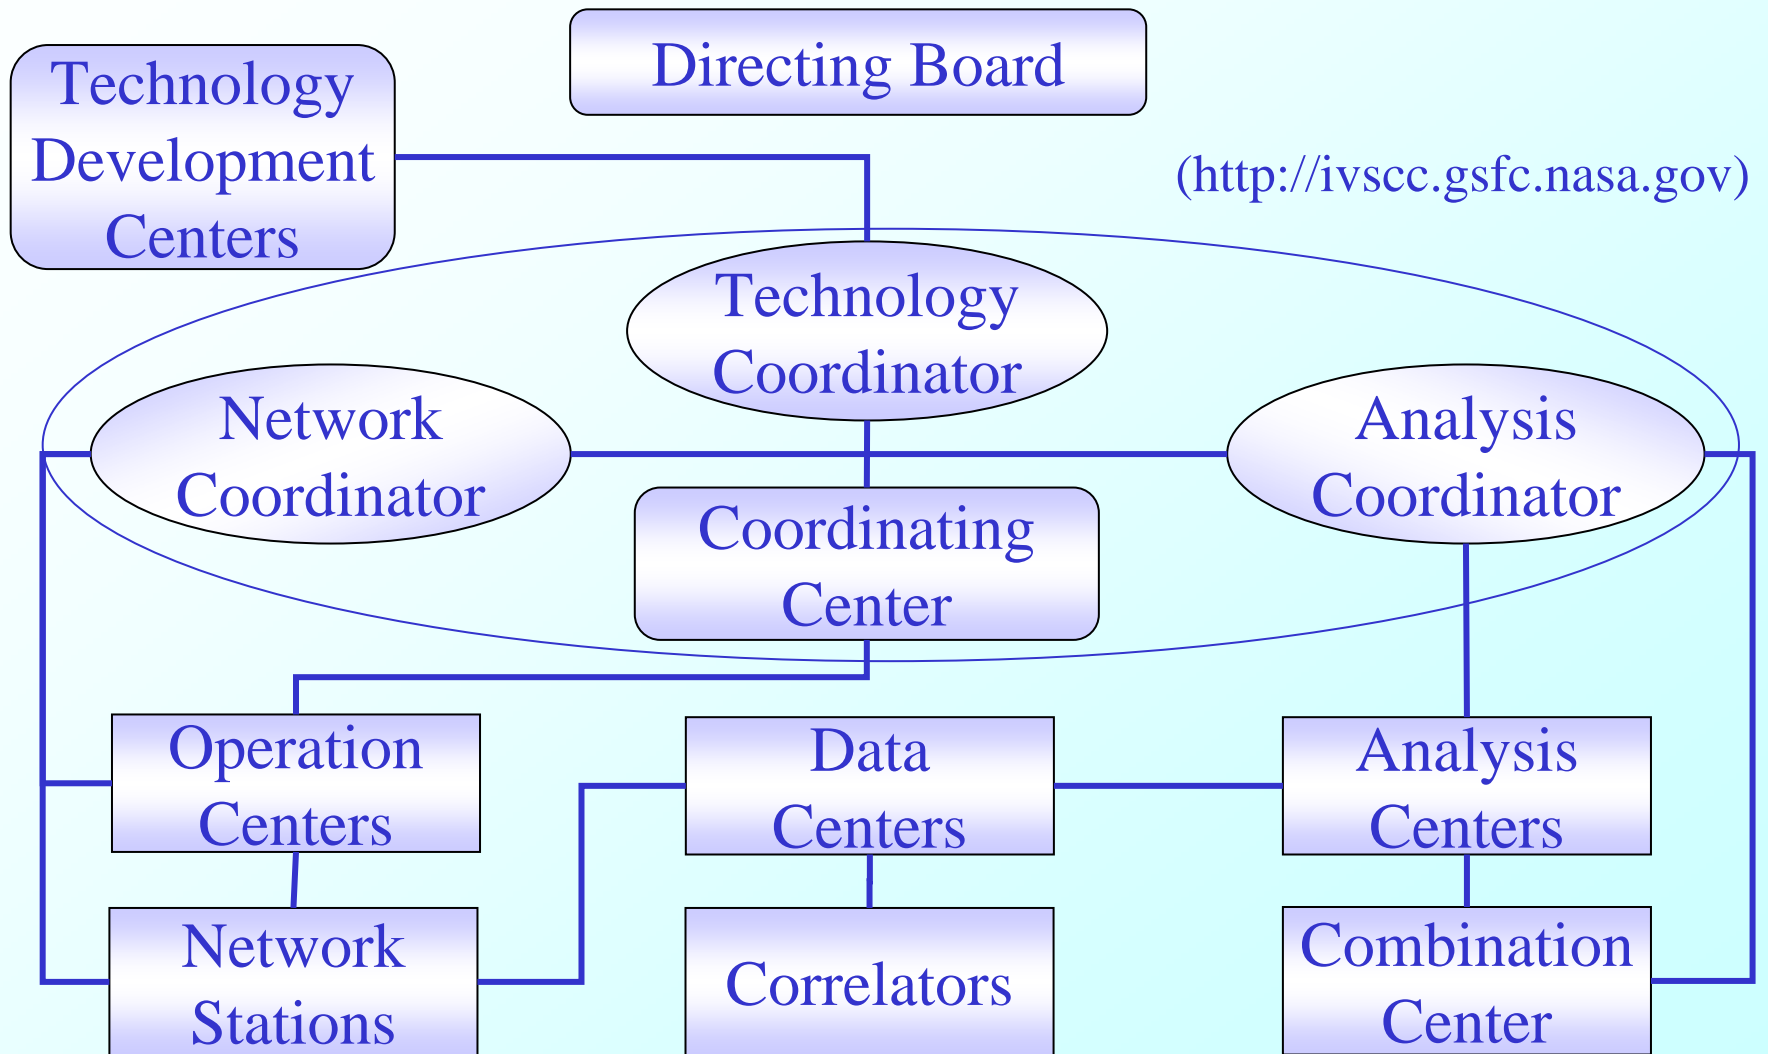 Directing Board
Technology
Development
Centers
(http://ivscc.gsfc.nasa.gov)
Technology
Coordinator
Network
Coordinator
Analysis
Coordinator
Coordinating
Center
Operation
Centers
Data
Centers
Analysis
Centers
Network
Stations
Correlators
Combination
Center